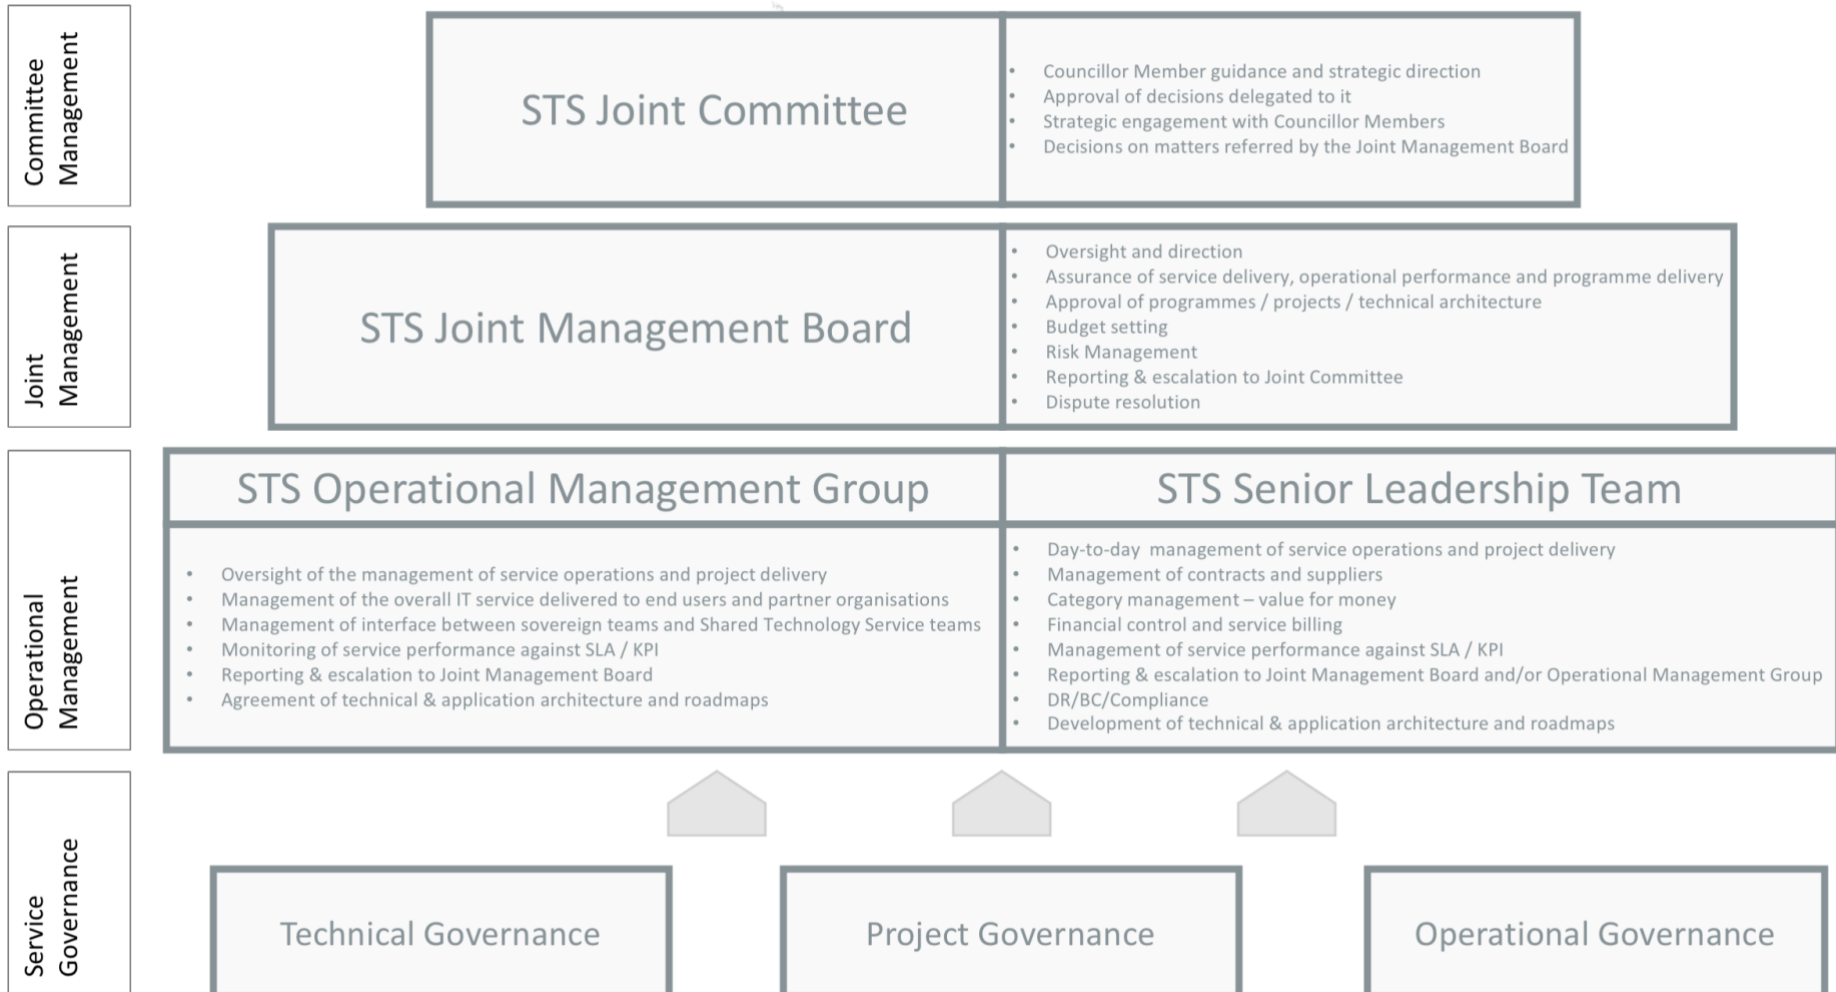 Committee
Management
STS Joint Committee
• Councillor Member guidance and strategic direction
• Approval of decisions delegated to it
• Strategic engagement with Councillor Members
• Decisions on matters referred by the Joint Management Board
Joint
Management
STS Joint Management Board
• Oversight and direction
• Assurance of service delivery, operational performance and programme delivery
• Approval of programmes / projects / technical architecture
• Budget setting
• Risk Management
• Reporting & escalation to Joint Committee
• Dispute resolution
Operational
Management
STS Operational Management Group
• Oversight of the management of service operations and project delivery
• Management of the overall IT service delivered to end users and partner organisations
• Management of interface between sovereign teams and Shared Technology Service teams
• Monitoring of service performance against SLA / KPI
• Reporting & escalation to Joint Management Board
• Agreement of technical & application architecture and roadmaps
STS Senior Leadership Team
• Day-to-day management of service operations and project delivery
• Management of contracts and suppliers
• Category management – value for money
• Financial control and service billing
• Management of service performance against SLA / KPI
• Reporting & escalation to Joint Management Board and/or Operational Management Group
• DR/BC/Compliance
• Development of technical & application architecture and roadmaps
Service
Governance
Technical Governance
Project Governance
Operational Governance